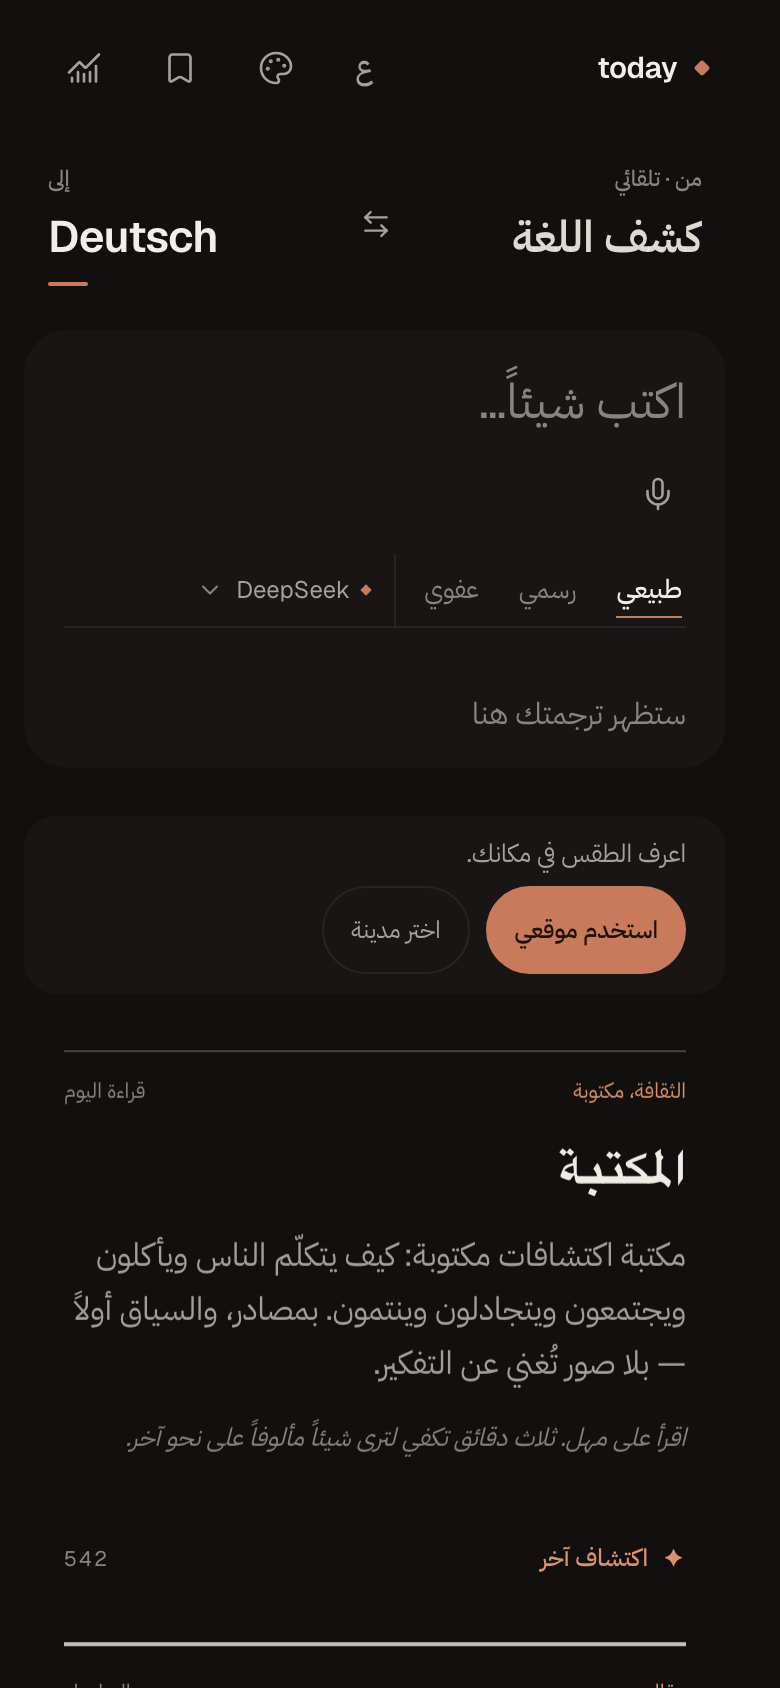 today
ع
من · تلقائي
إلى
كشف اللغة
Deutsch
اكتب شيئاً...
طبيعي
رسمي
عفوي
DeepSeek
ستظهر ترجمتك هنا
اعرف الطقس في مكانك.
استخدم موقعي
اختر مدينة
الثقافة، مكتوبة
قراءة اليوم
المكتبة
مكتبة اكتشافات مكتوبة: كيف يتكلّم الناس ويأكلون
ويجتمعون ويتجادلون وينتمون. بمصادر، والسياق أولاً
— بلا صور تُغني عن التفكير.
اقرأ على مهل. ثلاث دقائق تكفي لترى شيئاً مألوفاً على نحو آخر.
اكتشاف آخر
542